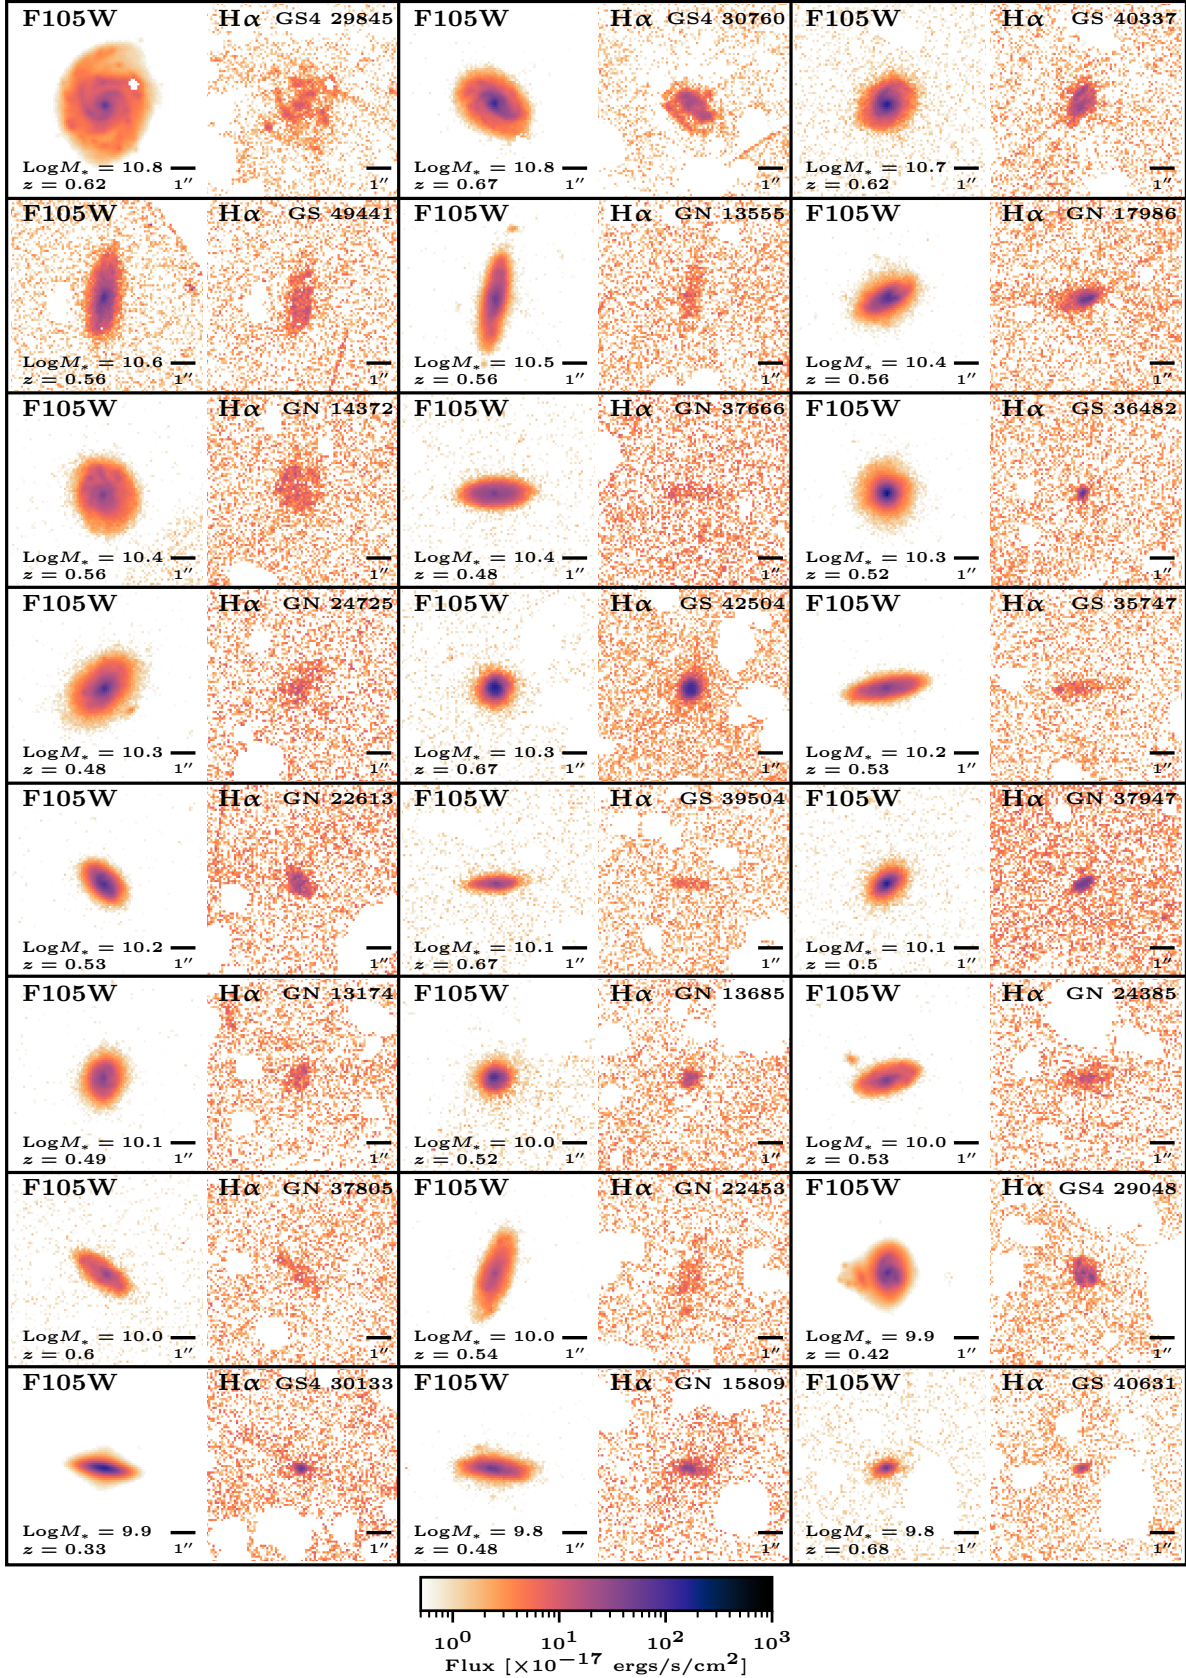 F105W Hα GS4 29845
LogM* = 10.8
z = 0.62 1″ 1″
F105W Hα GS4 30760
LogM* = 10.8
z = 0.67 1″ 1″
F105W Hα GS 40337
LogM* = 10.7
z = 0.62 1″ 1″
F105W Hα GS 49441
LogM* = 10.6
z = 0.56 1″ 1″
F105W Hα GN 13555
LogM* = 10.5
z = 0.56 1″ 1″
F105W Hα GN 17986
LogM* = 10.4
z = 0.56 1″ 1″
F105W Hα GN 14372
LogM* = 10.4
z = 0.56 1″ 1″
F105W Hα GN 37666
LogM* = 10.4
z = 0.48 1″ 1″
F105W Hα GS 36482
LogM* = 10.3
z = 0.52 1″ 1″
F105W Hα GN 24725
LogM* = 10.3
z = 0.48 1″ 1″
F105W Hα GS 42504
LogM* = 10.3
z = 0.67 1″ 1″
F105W Hα GS 35747
LogM* = 10.2
z = 0.53 1″ 1″
F105W Hα GN 22613
LogM* = 10.2
z = 0.53 1″ 1″
F105W Hα GS 39504
LogM* = 10.1
z = 0.67 1″ 1″
F105W Hα GN 37947
LogM* = 10.1
z = 0.5 1″ 1″
F105W Hα GN 13174
LogM* = 10.1
z = 0.49 1″ 1″
F105W Hα GN 13685
LogM* = 10.0
z = 0.52 1″ 1″
F105W Hα GN 24385
LogM* = 10.0
z = 0.53 1″ 1″
F105W Hα GN 37805
LogM* = 10.0
z = 0.6 1″ 1″
F105W Hα GN 22453
LogM* = 10.0
z = 0.54 1″ 1″
F105W Hα GS4 29048
LogM* = 9.9
z = 0.42 1″ 1″
F105W Hα GS4 30133
LogM* = 9.9
z = 0.33 1″ 1″
F105W Hα GN 15809
LogM* = 9.8
z = 0.48 1″ 1″
F105W Hα GS 40631
LogM* = 9.8
z = 0.68 1″ 1″
10⁰ 10¹ 10² 10³
Flux [×10⁻¹⁷ ergs/s/cm²]